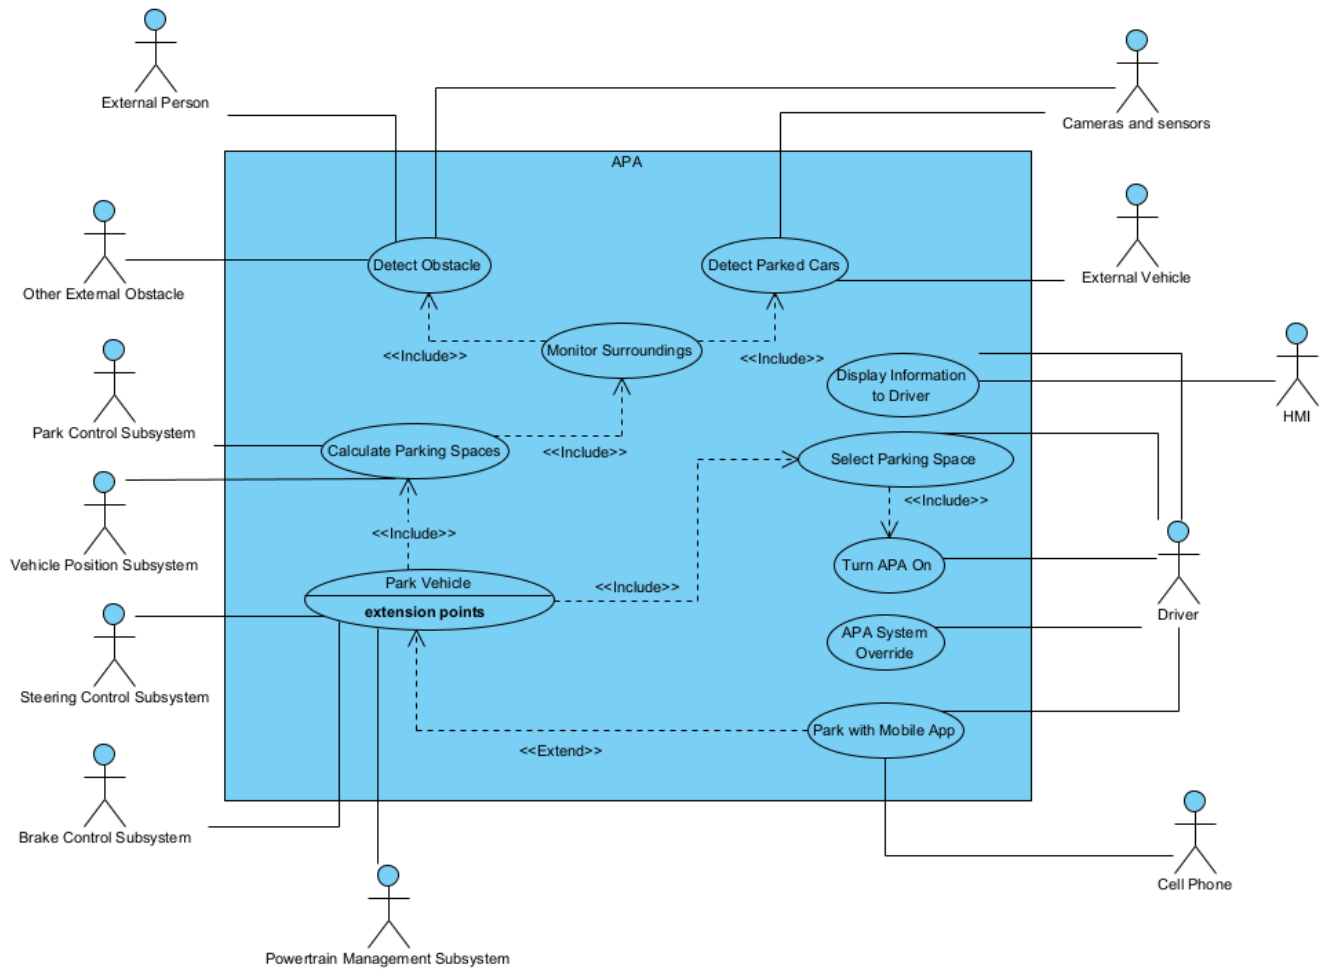 External Person
Cameras and sensors
APA
Other External Obstacle
Detect Obstacle
Detect Parked Cars
External Vehicle
<<Include>>
Monitor Surroundings
<<Include>>
Display Information
to Driver
HMI
Park Control Subsystem
Calculate Parking Spaces
<<Include>>
Select Parking Space
<<Include>>
Vehicle Position Subsystem
<<Include>>
Turn APA On
Park Vehicle
extension points
<<Include>>
Driver
APA System
Override
Steering Control Subsystem
Park with Mobile App
<<Extend>>
Brake Control Subsystem
Cell Phone
Powertrain Management Subsystem